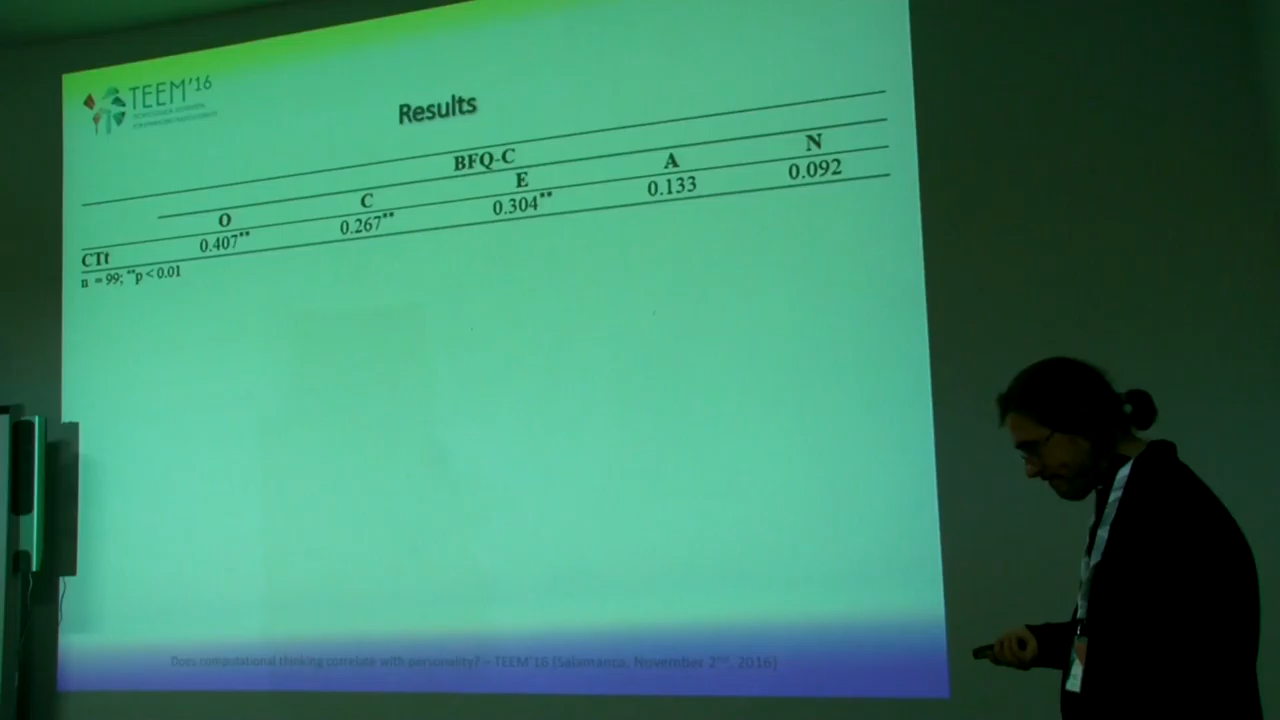 TEEM'16
Results
BFQ-C
O C E A N
CTt 0.407** 0.267** 0.304** 0.133 0.092
n = 99; **p < 0.01
Does computational thinking correlate with personality? – TEEM'16 (Salamanca, November 2nd, 2016)